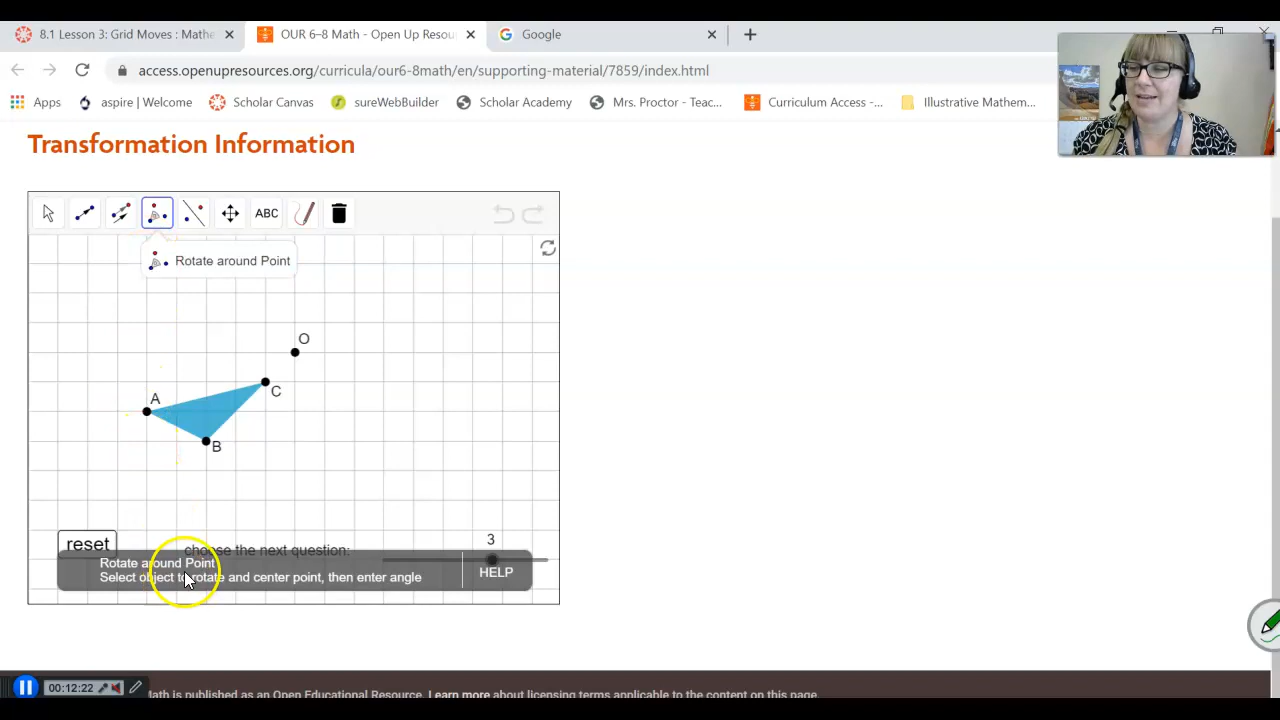 8.1 Lesson 3: Grid Moves : Mathe
OUR 6–8 Math - Open Up Resou
Google
access.openupresources.org/curricula/our6-8math/en/supporting-material/7859/index.html
Apps
aspire | Welcome
Scholar Canvas
sureWebBuilder
Scholar Academy
Mrs. Proctor - Teac...
Curriculum Access -...
Illustrative Mathem...
Transformation Information
ABC
Rotate around Point
O
A
C
B
3
reset
choose the next question:
Rotate around Point
Select object to rotate and center point, then enter angle
HELP
00:12:22
Math is published as an Open Educational Resource. Learn more about licensing terms applicable to the content on this page.